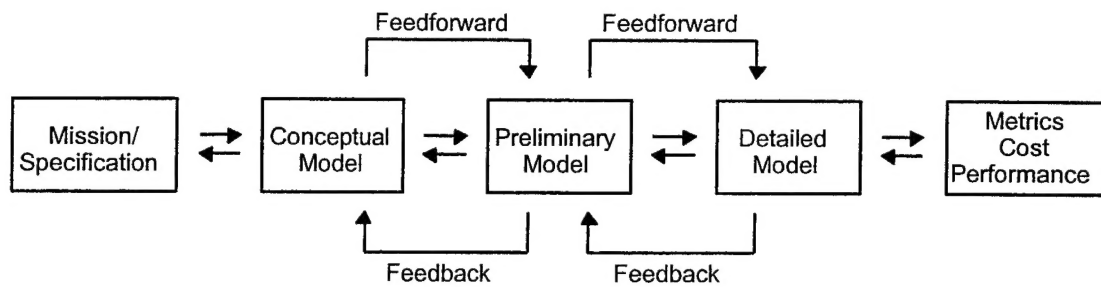 Feedforward
Feedforward
Mission/
Specification
Conceptual
Model
Preliminary
Model
Detailed
Model
Metrics
Cost
Performance
Feedback
Feedback